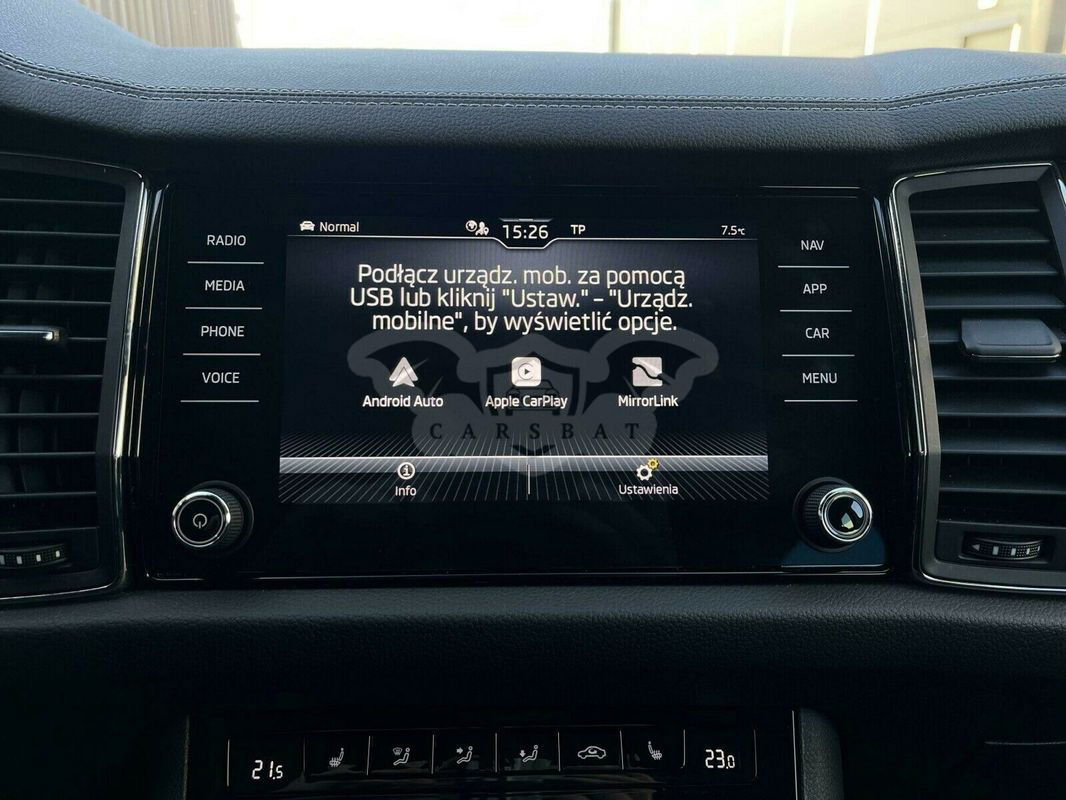 RADIO
MEDIA
PHONE
VOICE
Normal
15:26
TP
7.5°C
Podłącz urządz. mob. za pomocą
USB lub kliknij "Ustaw." – "Urządz.
mobilne", by wyświetlić opcje.
Android Auto
Apple CarPlay
MirrorLink
CARSBAT
Info
Ustawienia
NAV
APP
CAR
MENU
21.5
23.0